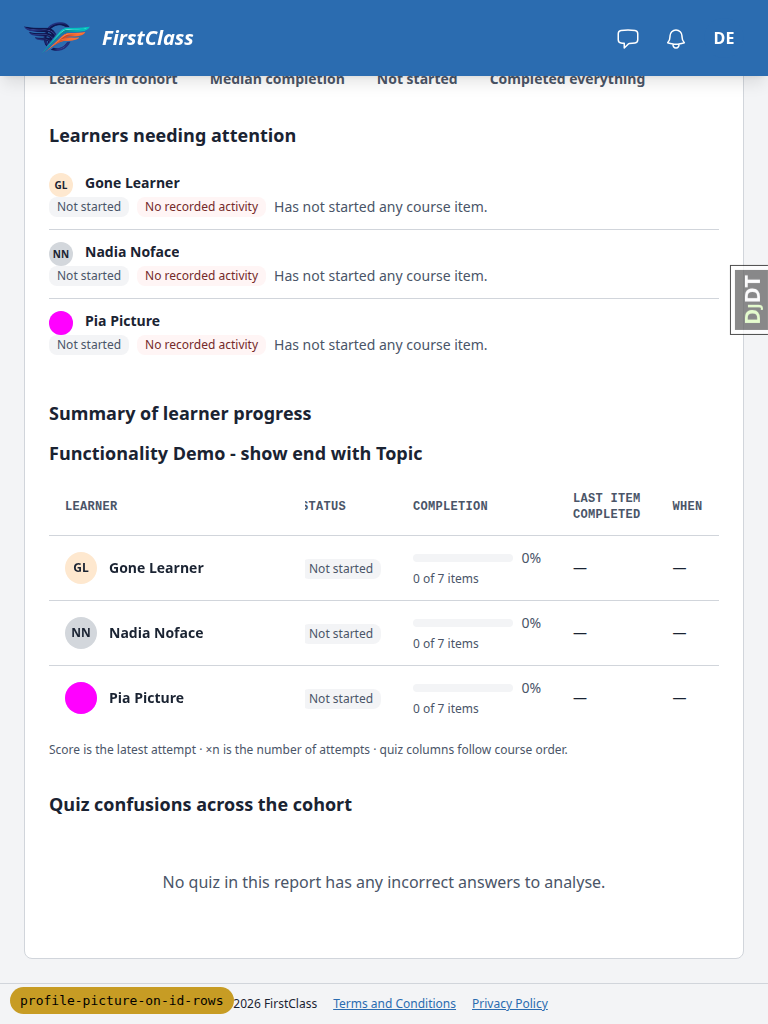 FirstClass
DE
Learners in cohort Median completion Not started Completed everything
Learners needing attention
GL Gone Learner
Not started No recorded activity Has not started any course item.
NN Nadia Noface
Not started No recorded activity Has not started any course item.
Pia Picture
Not started No recorded activity Has not started any course item.
DjDT
Summary of learner progress
Functionality Demo - show end with Topic
LEARNER STATUS COMPLETION LAST ITEM COMPLETED WHEN
GL Gone Learner Not started 0% — —
0 of 7 items
NN Nadia Noface Not started 0% — —
0 of 7 items
Pia Picture Not started 0% — —
0 of 7 items
Score is the latest attempt · ×n is the number of attempts · quiz columns follow course order.
Quiz confusions across the cohort
No quiz in this report has any incorrect answers to analyse.
profile-picture-on-id-rows 2026 FirstClass Terms and Conditions Privacy Policy